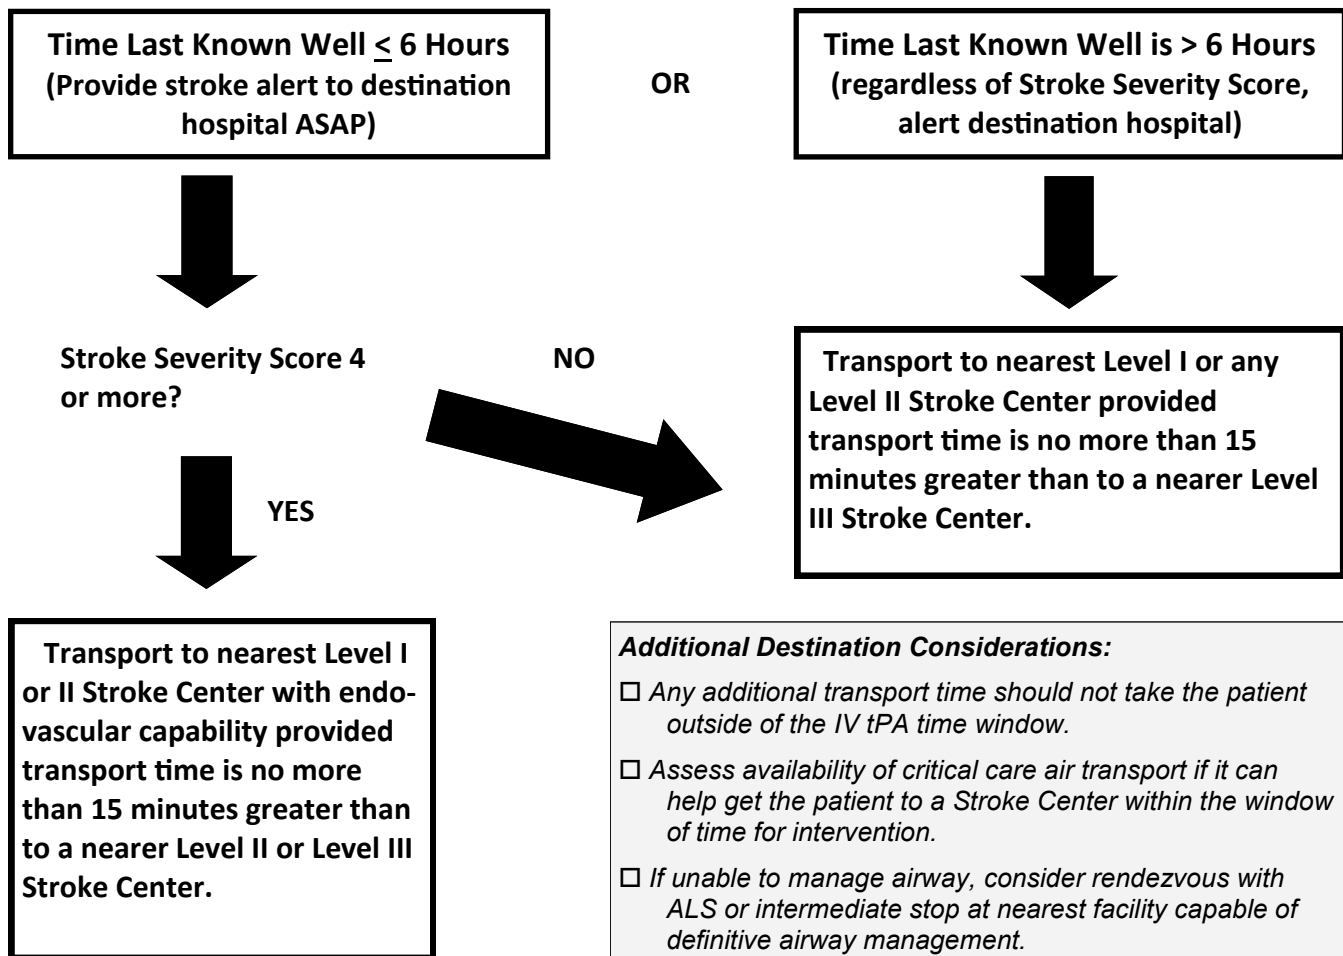 Time Last Known Well ≤ 6 Hours
(Provide stroke alert to destination
hospital ASAP)
OR
Time Last Known Well is > 6 Hours
(regardless of Stroke Severity Score,
alert destination hospital)
Stroke Severity Score 4
or more?
NO
YES
Transport to nearest Level I or any
Level II Stroke Center provided
transport time is no more than 15
minutes greater than to a nearer Level
III Stroke Center.
Transport to nearest Level I
or II Stroke Center with endo-
vascular capability provided
transport time is no more
than 15 minutes greater than
to a nearer Level II or Level III
Stroke Center.
Additional Destination Considerations:
□ Any additional transport time should not take the patient
outside of the IV tPA time window.
□ Assess availability of critical care air transport if it can
help get the patient to a Stroke Center within the window
of time for intervention.
□ If unable to manage airway, consider rendezvous with
ALS or intermediate stop at nearest facility capable of
definitive airway management.